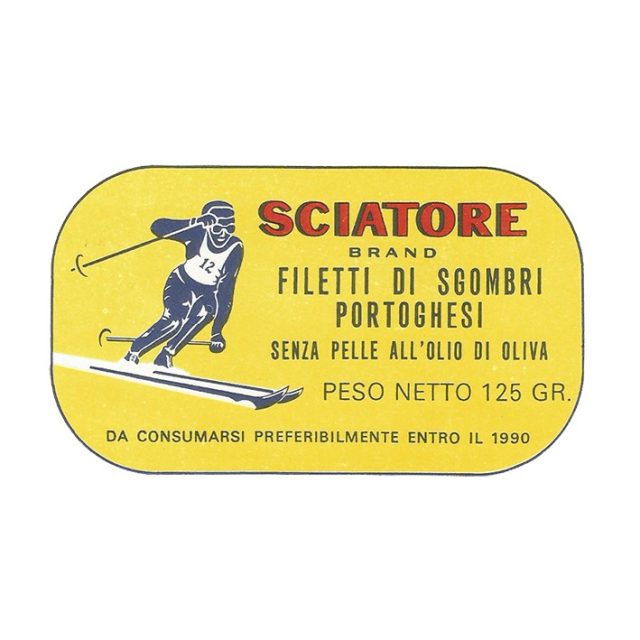 SCIATORE
BRAND
FILETTI DI SGOMBRI
PORTOGHESI
SENZA PELLE ALL'OLIO DI OLIVA
PESO NETTO 125 GR.
DA CONSUMARSI PREFERIBILMENTE ENTRO IL 1990
12